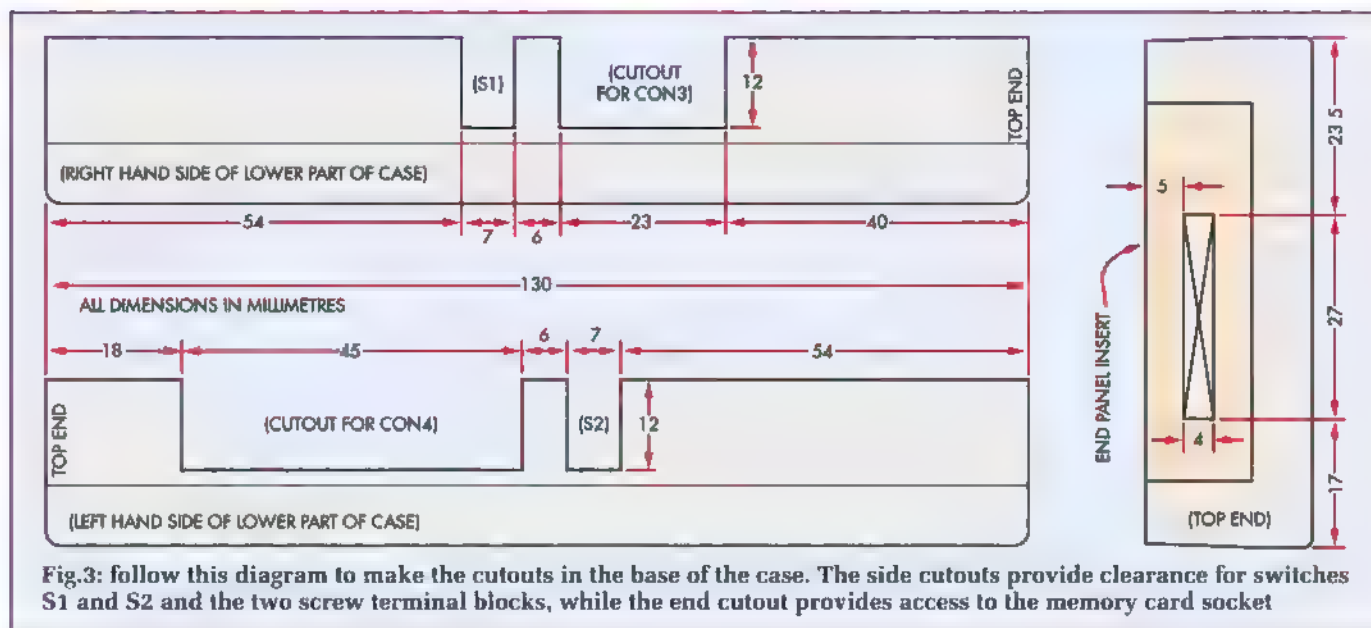 (S1)
(CUTOUT
FOR CON3)
12
TOP END
(RIGHT HAND SIDE OF LOWER PART OF CASE)
54
7
6
23
40
130
ALL DIMENSIONS IN MILLIMETRES
18
45
6
7
54
TOP END
(CUTOUT FOR CON4)
(S2)
12
(LEFT HAND SIDE OF LOWER PART OF CASE)
5
23 5
END PANEL INSERT
27
4
17
(TOP END)
Fig.3: follow this diagram to make the cutouts in the base of the case. The side cutouts provide clearance for switches
S1 and S2 and the two screw terminal blocks, while the end cutout provides access to the memory card socket